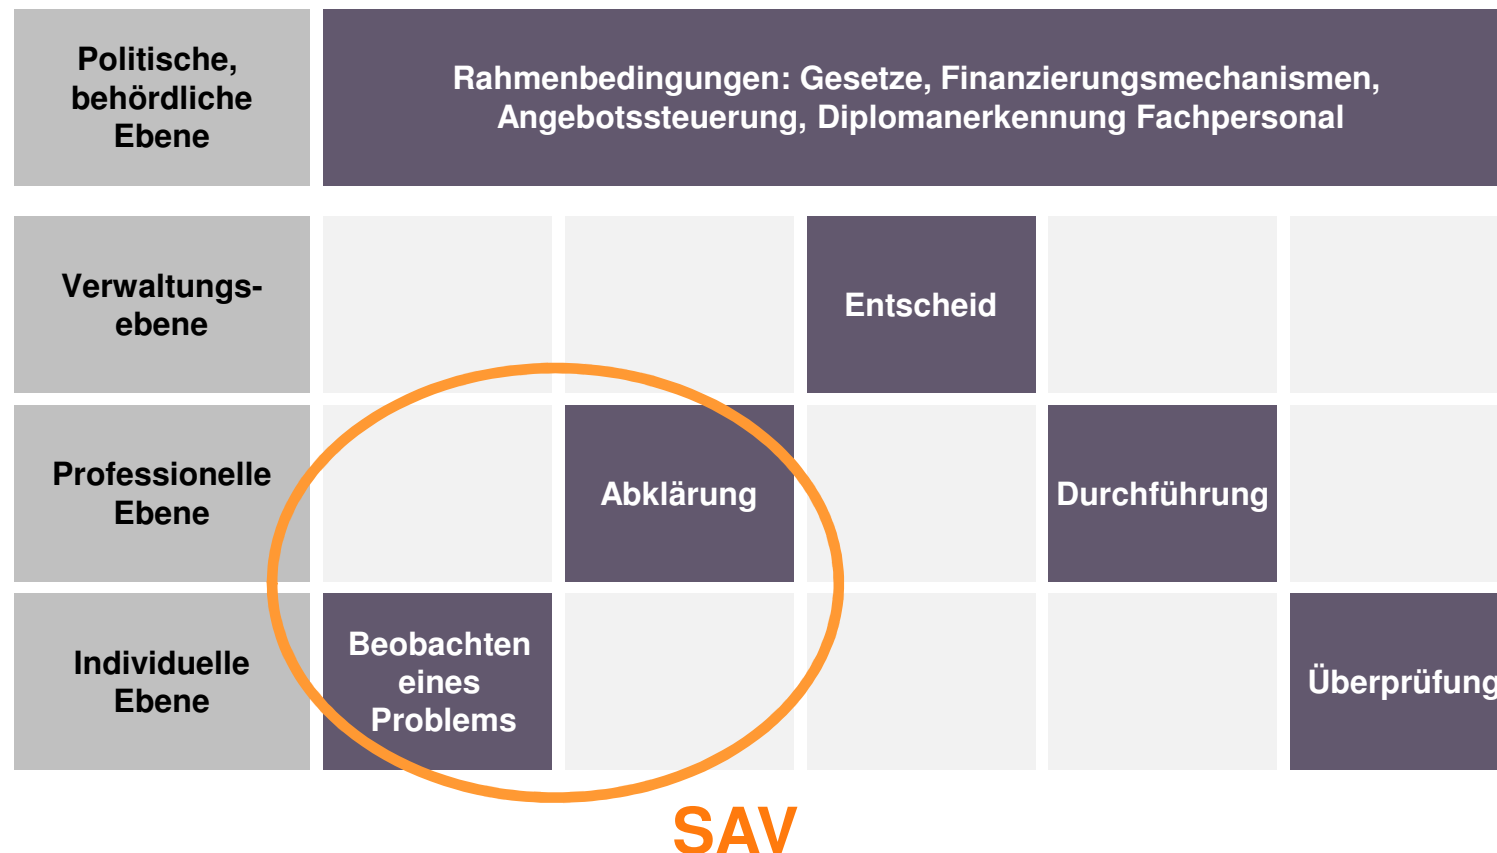 Politische,
behördliche
Ebene
Rahmenbedingungen: Gesetze, Finanzierungsmechanismen,
Angebotssteuerung, Diplomanerkennung Fachpersonal
Verwaltungs-
ebene
Entscheid
Professionelle
Ebene
Abklärung
Durchführung
Individuelle
Ebene
Beobachten
eines
Problems
Überprüfung
SAV